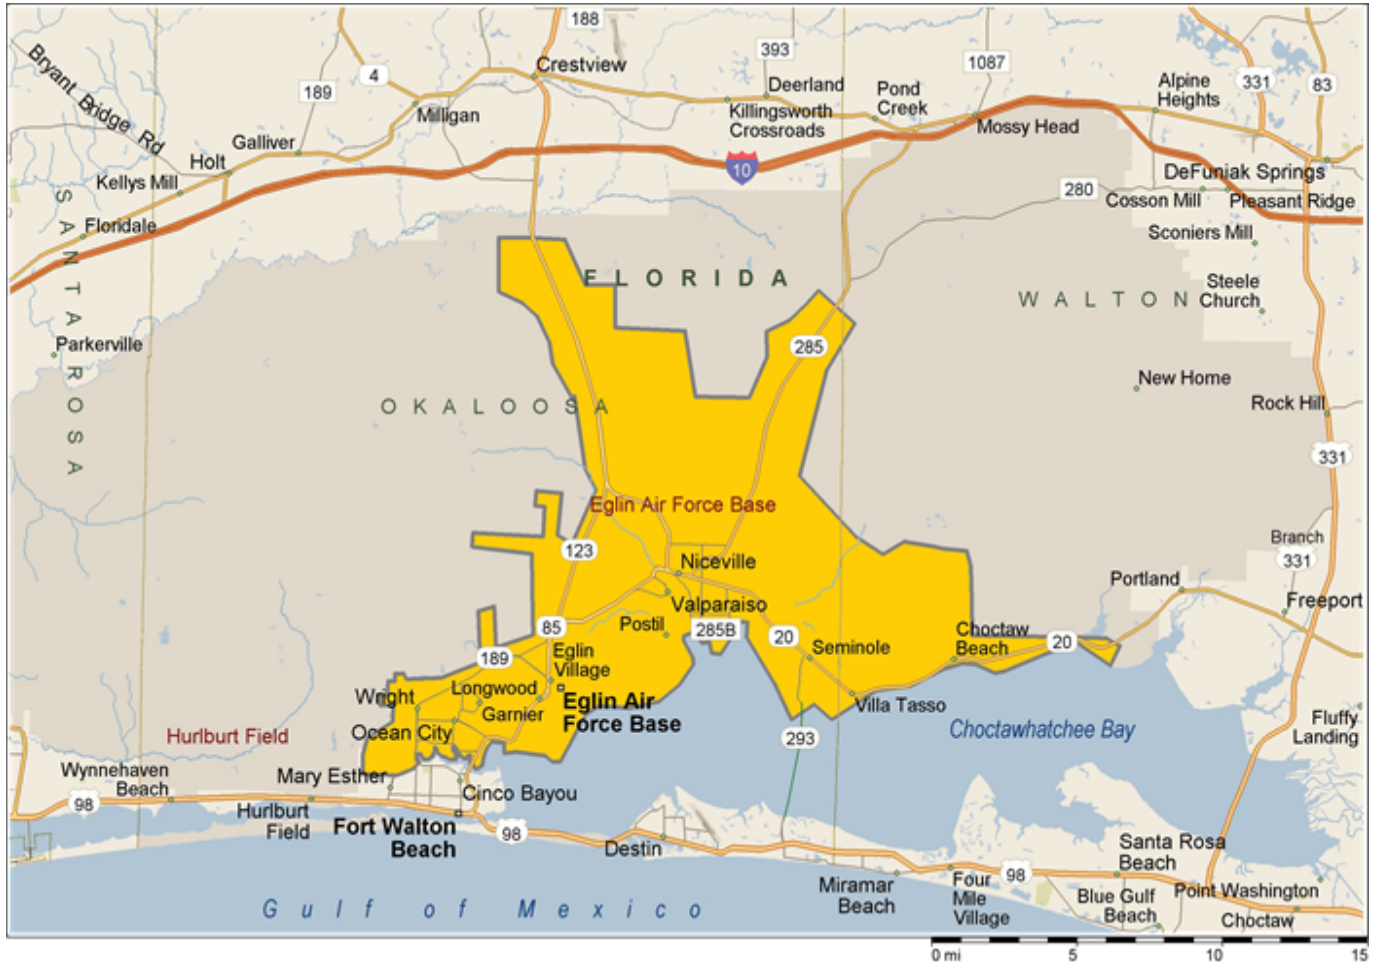 188
393
1087
Crestview
4
189
331
83
Bryant Bridge Rd
Deerland
Pond
Creek
Alpine
Heights
Milligan
Killingsworth
Crossroads
Mossy Head
Galliver
Holt
10
Kellys Mill
DeFuniak Springs
280
Cosson Mill
Pleasant Ridge
Floridale
Sconiers Mill
SANTA ROSA
FLORIDA
WALTON
Steele
Church
Parkerville
285
New Home
OKALOOSA
Rock Hill
331
Eglin Air Force Base
123
Branch
331
Niceville
Portland
Valparaiso
Freeport
Postil
85
285B
20
Choctaw
Beach
20
189
Eglin
Village
Seminole
Wright
Longwood
Garnier
Eglin Air
Force Base
Villa Tasso
Ocean City
Hurlburt Field
293
Choctawhatchee Bay
Fluffy
Landing
Wynnehaven
Beach
Mary Esther
Cinco Bayou
98
Hurlburt
Field
Fort Walton
Beach
98
Destin
Santa Rosa
Beach
Miramar
Beach
Four
Mile
Village
98
Blue Gulf
Beach
Point Washington
Choctaw
Gulf of Mexico
0 mi
5
10
15